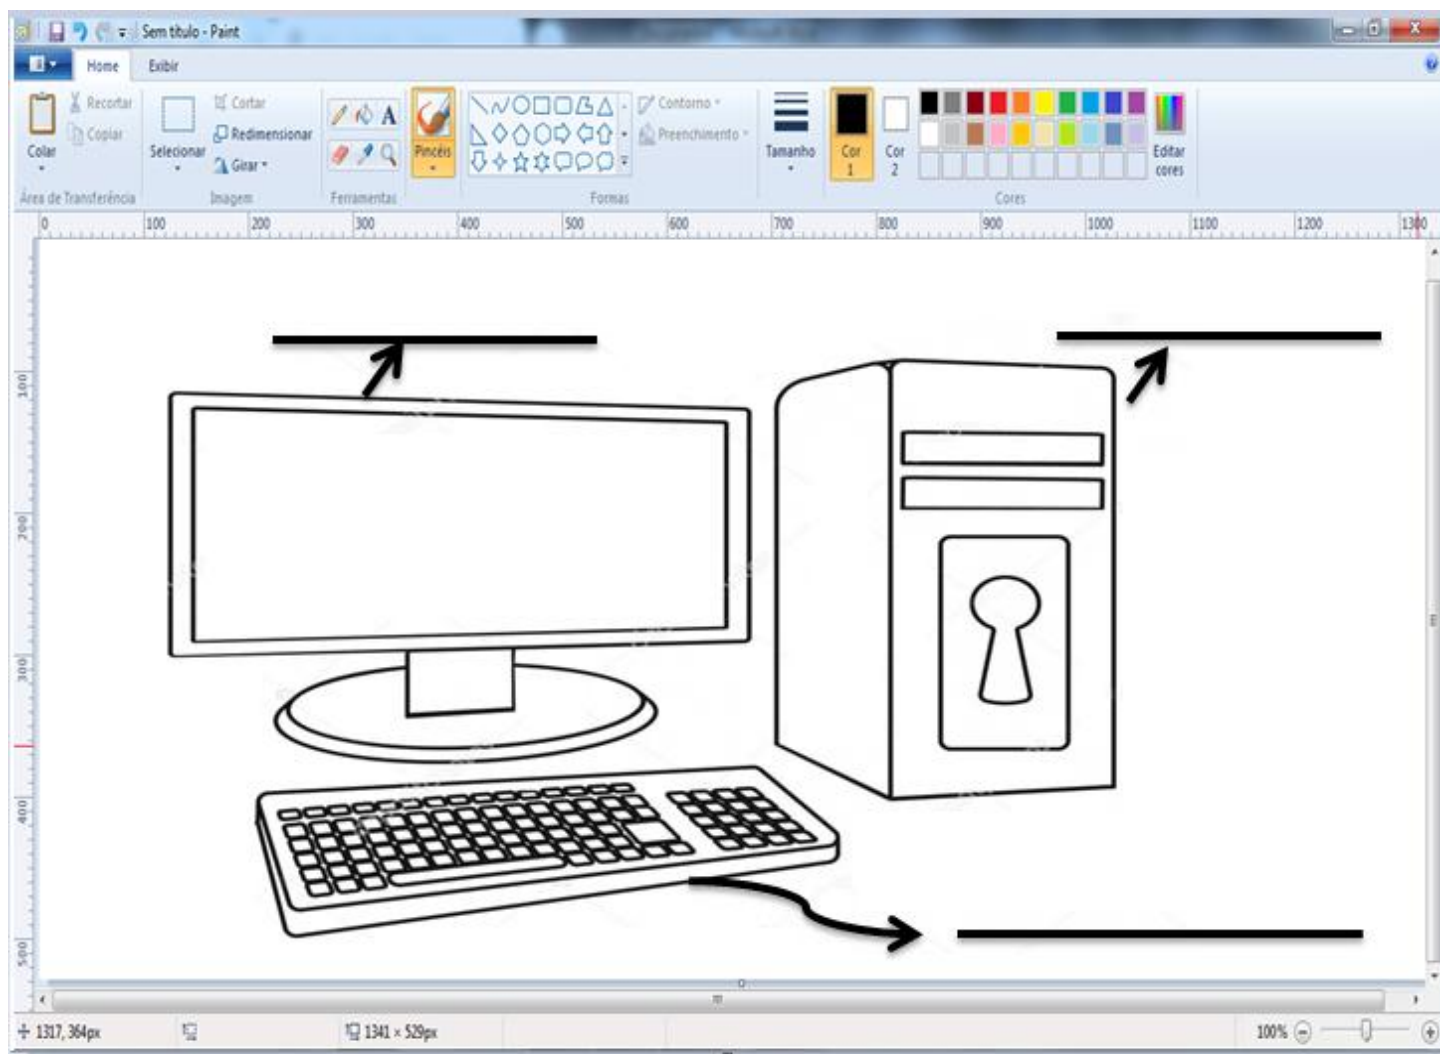 Sem título - Paint
Home Exibir
Colar
Recortar
Copiar
Área de Transferência
Selecionar
Cortar
Redimensionar
Girar
Imagem
A
Ferramentas
Pincéis
Contorno
Preenchimento
Formas
Tamanho
Cor 1
Cor 2
Editar cores
Cores
0 100 200 300 400 500 600 700 800 900 1000 1100 1200 1300
100
200
300
400
500
1317, 364px 1341 × 529px 100%